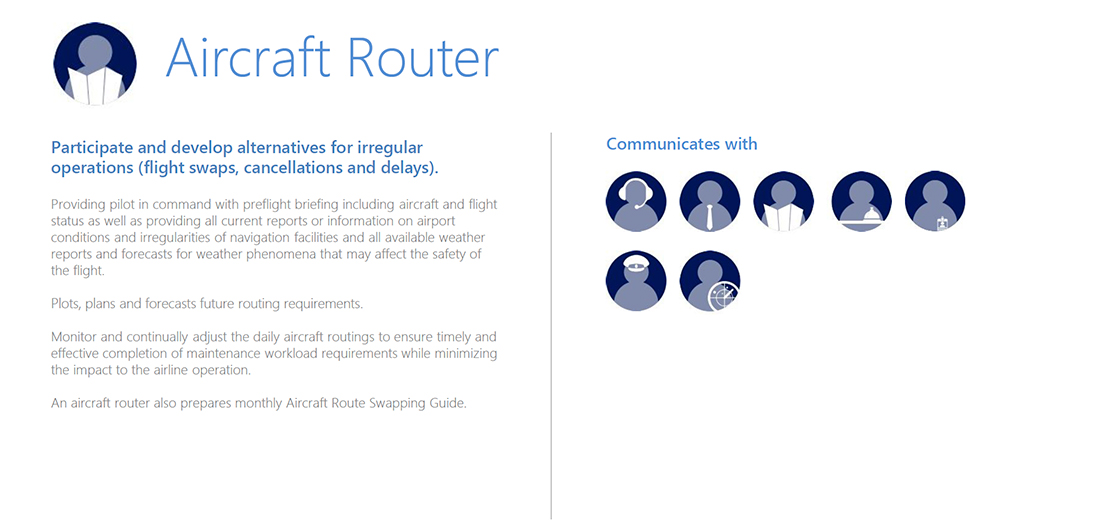 Aircraft Router
Participate and develop alternatives for irregular
operations (flight swaps, cancellations and delays).
Providing pilot in command with preflight briefing including aircraft and flight
status as well as providing all current reports or information on airport
conditions and irregularities of navigation facilities and all available weather
reports and forecasts for weather phenomena that may affect the safety of
the flight.
Plots, plans and forecasts future routing requirements.
Monitor and continually adjust the daily aircraft routings to ensure timely and
effective completion of maintenance workload requirements while minimizing
the impact to the airline operation.
An aircraft router also prepares monthly Aircraft Route Swapping Guide.
Communicates with